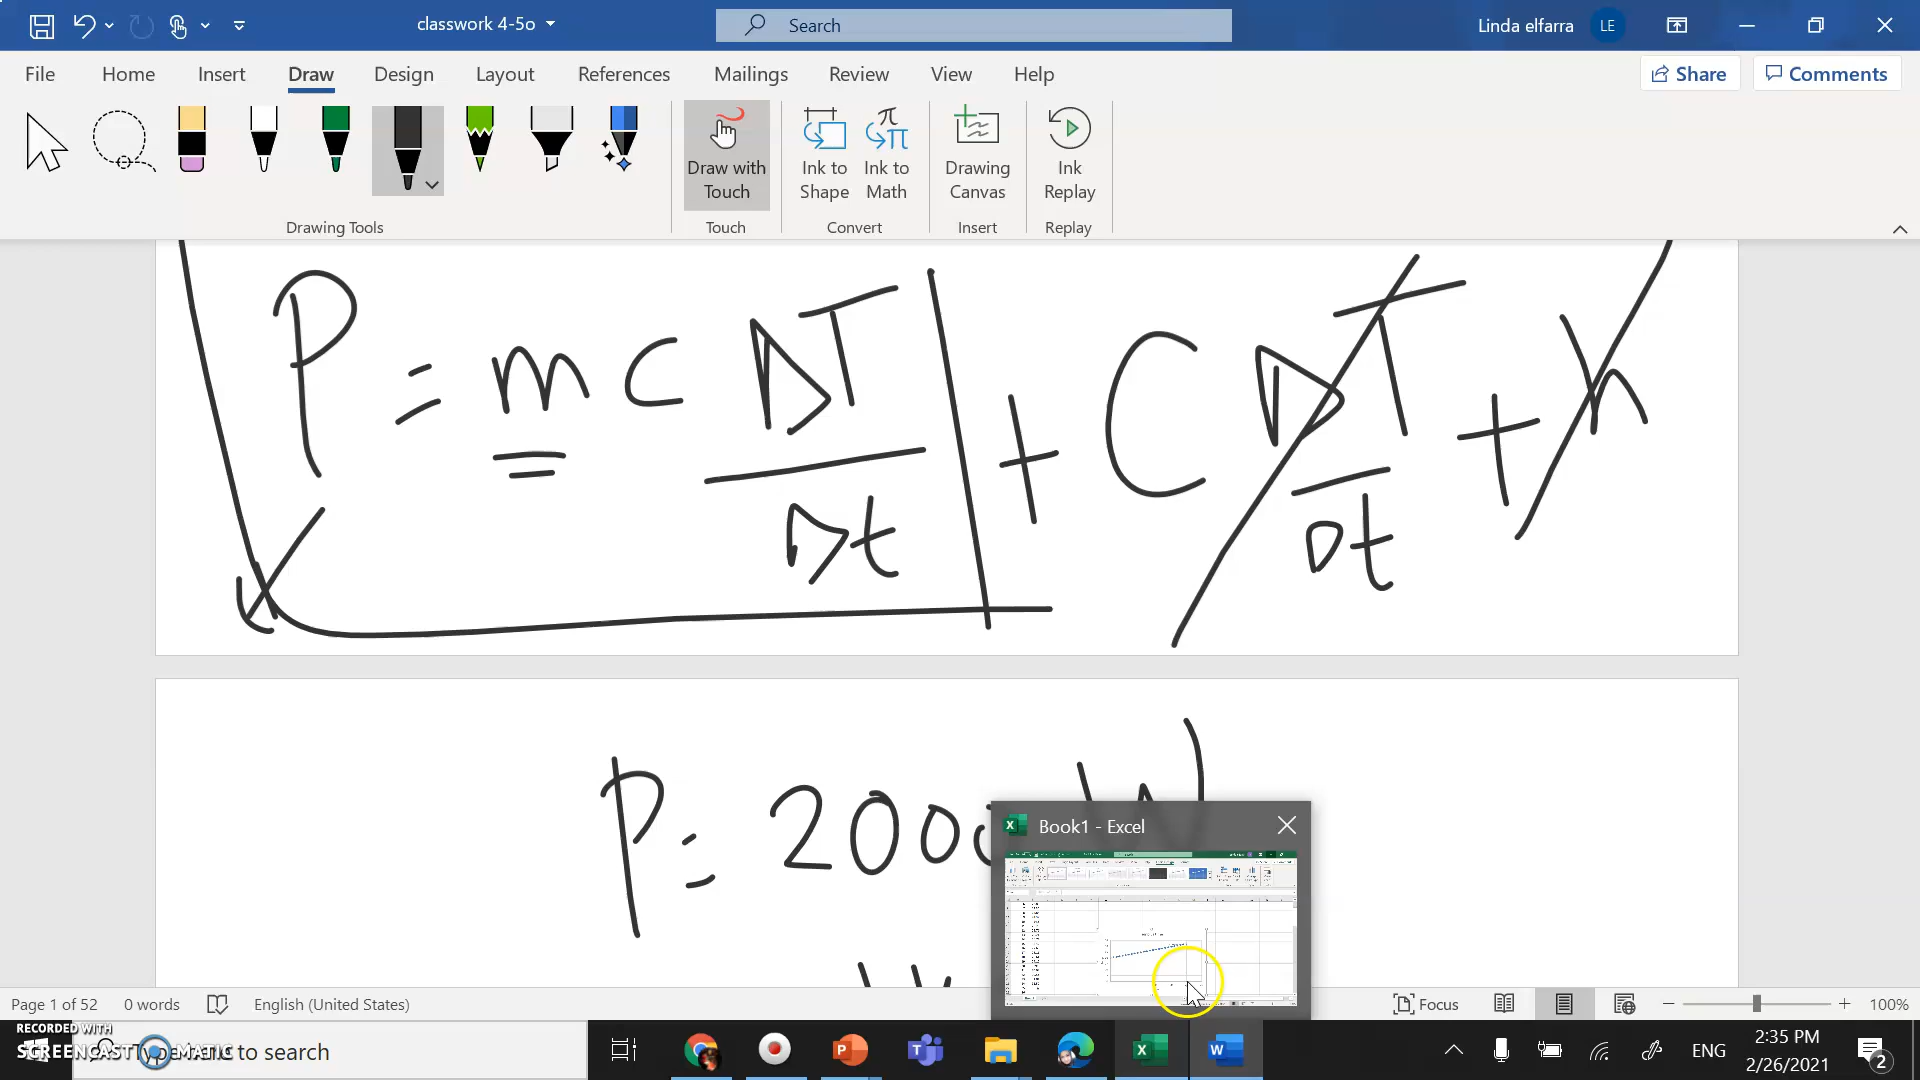 classwork 4-5o
Search
Linda elfarra
LE
File Home Insert Draw Design Layout References Mailings Review View Help
Share
Comments
Draw with Touch
Ink to Shape
Ink to Math
Drawing Canvas
Ink Replay
Drawing Tools
Touch
Convert
Insert
Replay
P = mc ΔT/Δt + C ΔT/Δt + h
P = 200
Book1 - Excel
Page 1 of 52
0 words
English (United States)
Focus
100%
RECORDED WITH
SCREENCAST MATIC
Type here to search
ENG
2:35 PM
2/26/2021
2